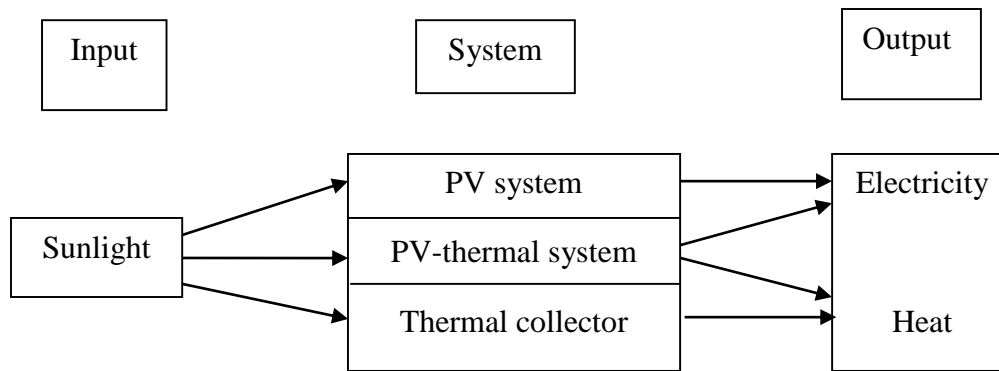 Input
System
Output
PV system
Electricity
Sunlight
PV-thermal system
Thermal collector
Heat